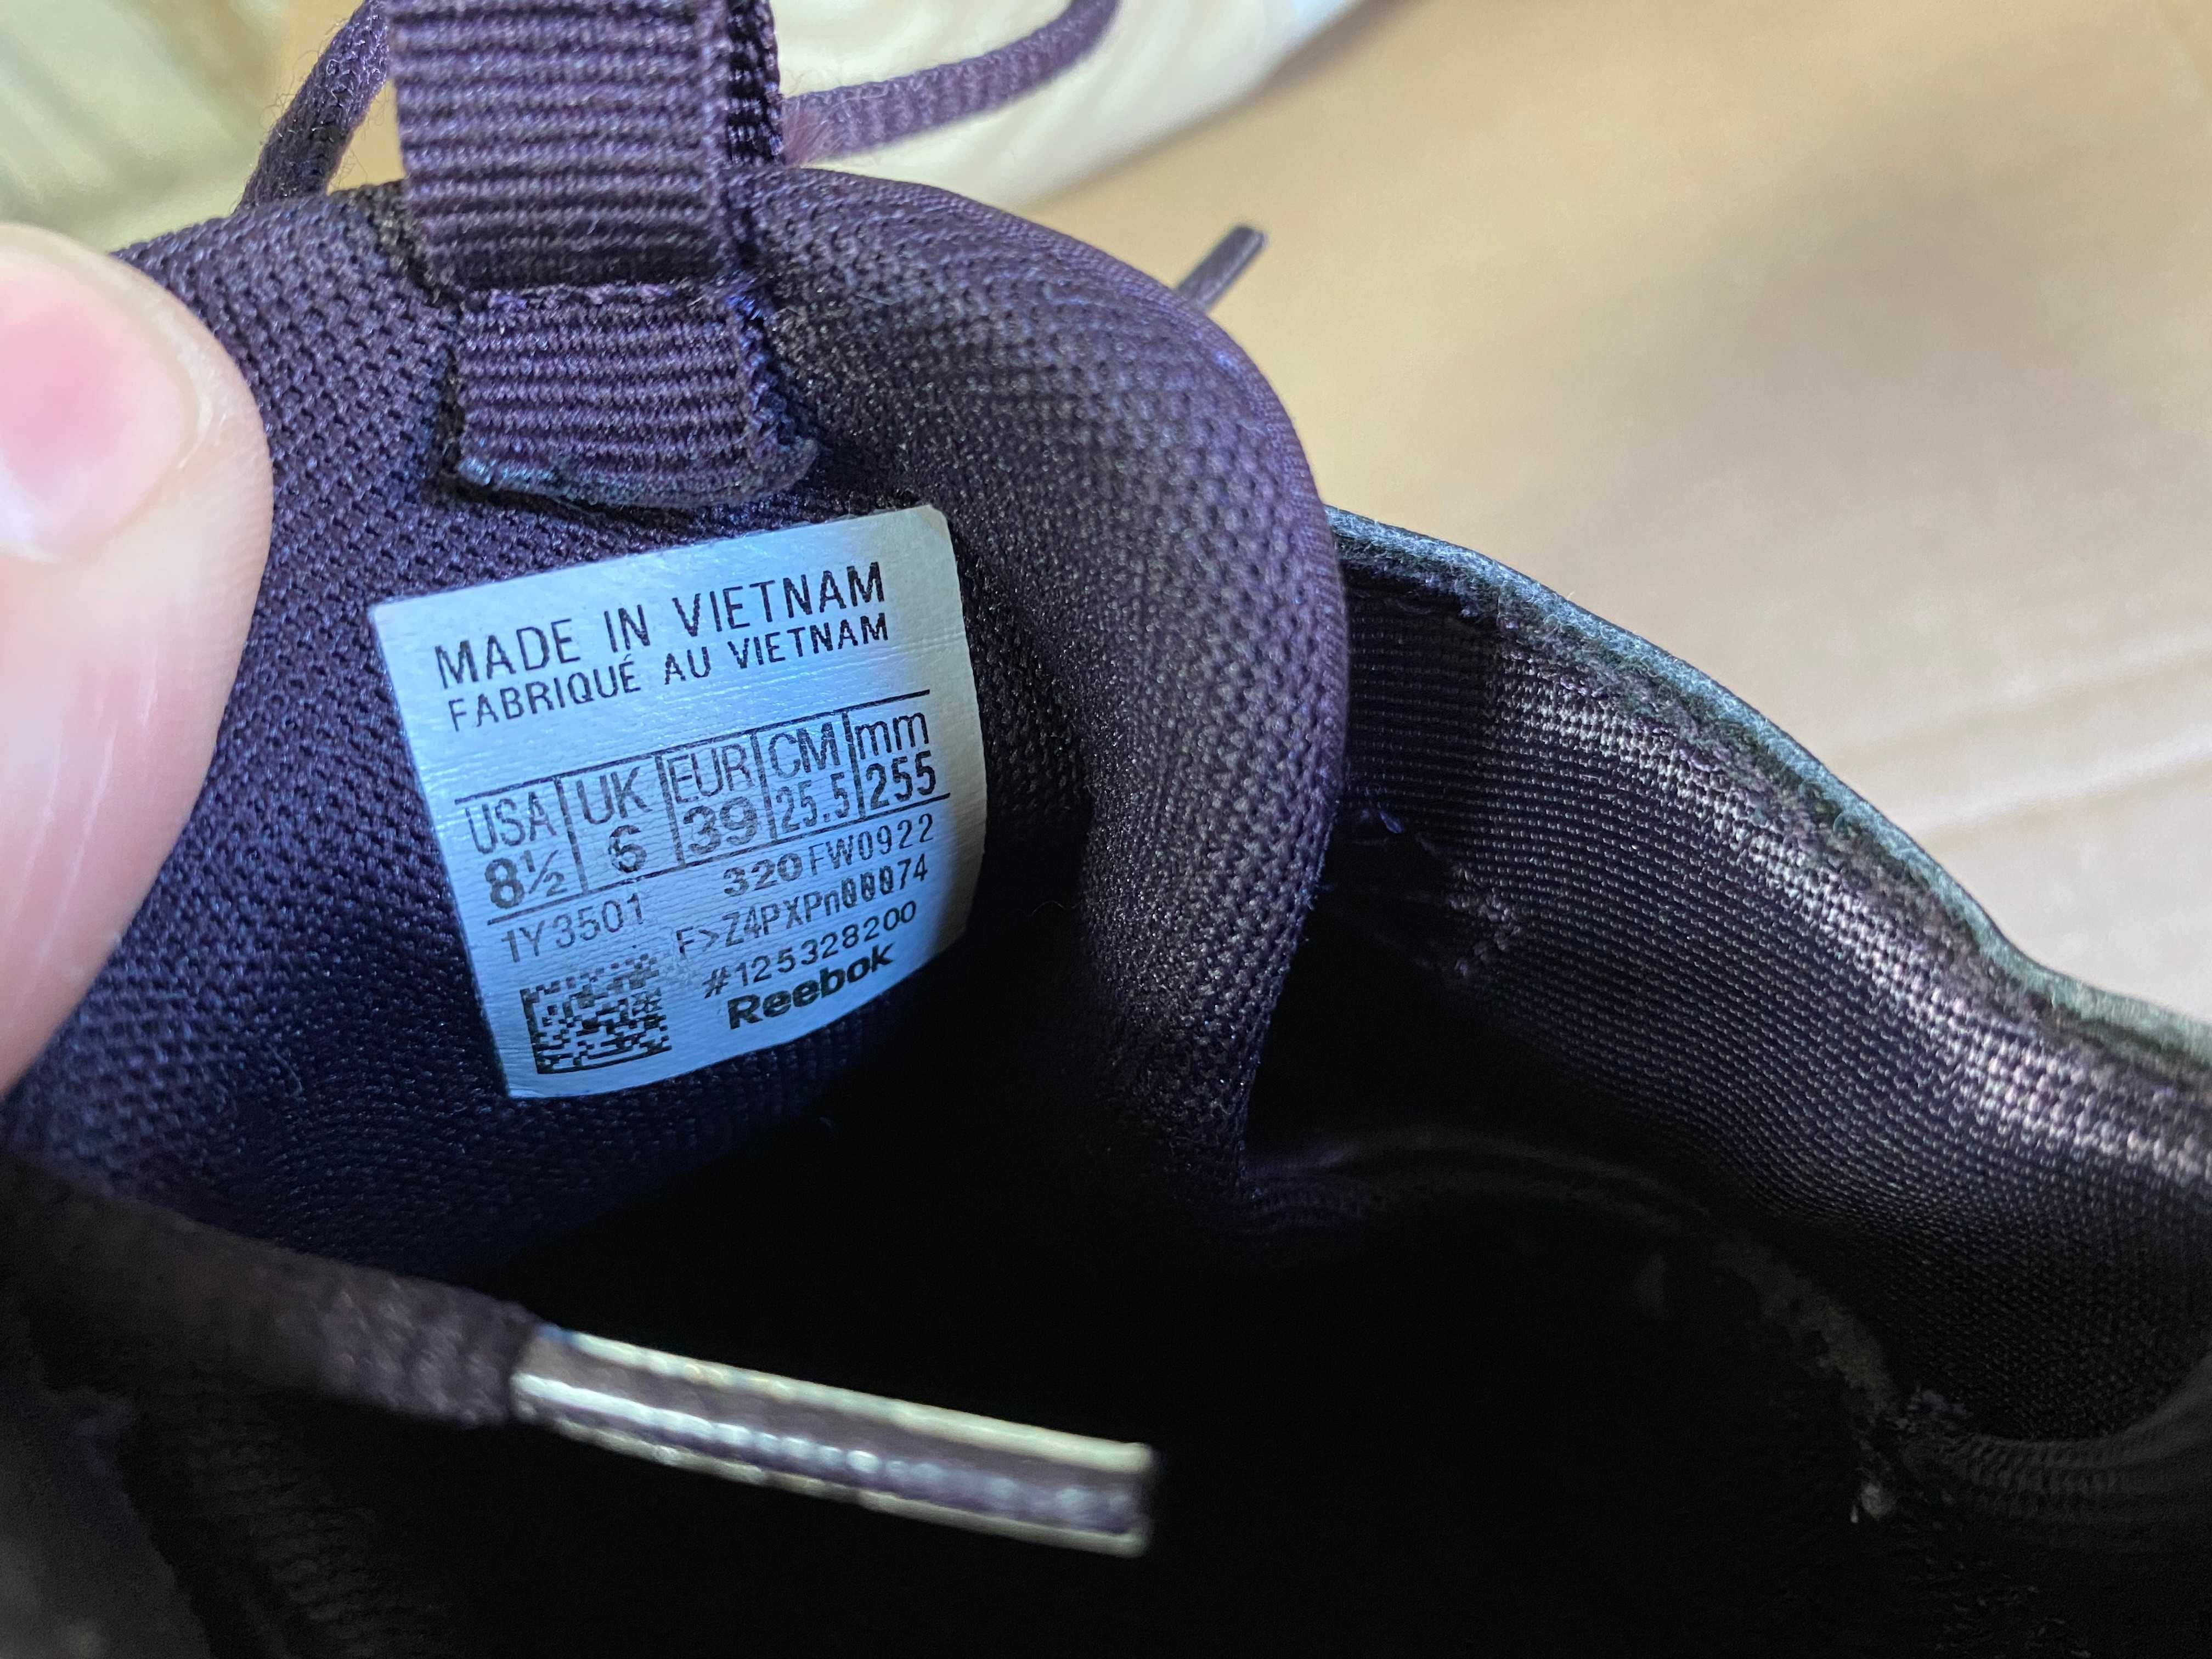 MADE IN VIETNAM
FABRIQUÉ AU VIETNAM
USA UK EUR CM mm
8½ 6 39 25.5 255
1Y3501 320 FW0922
F>Z4PXPn00074
#125328200
Reebok